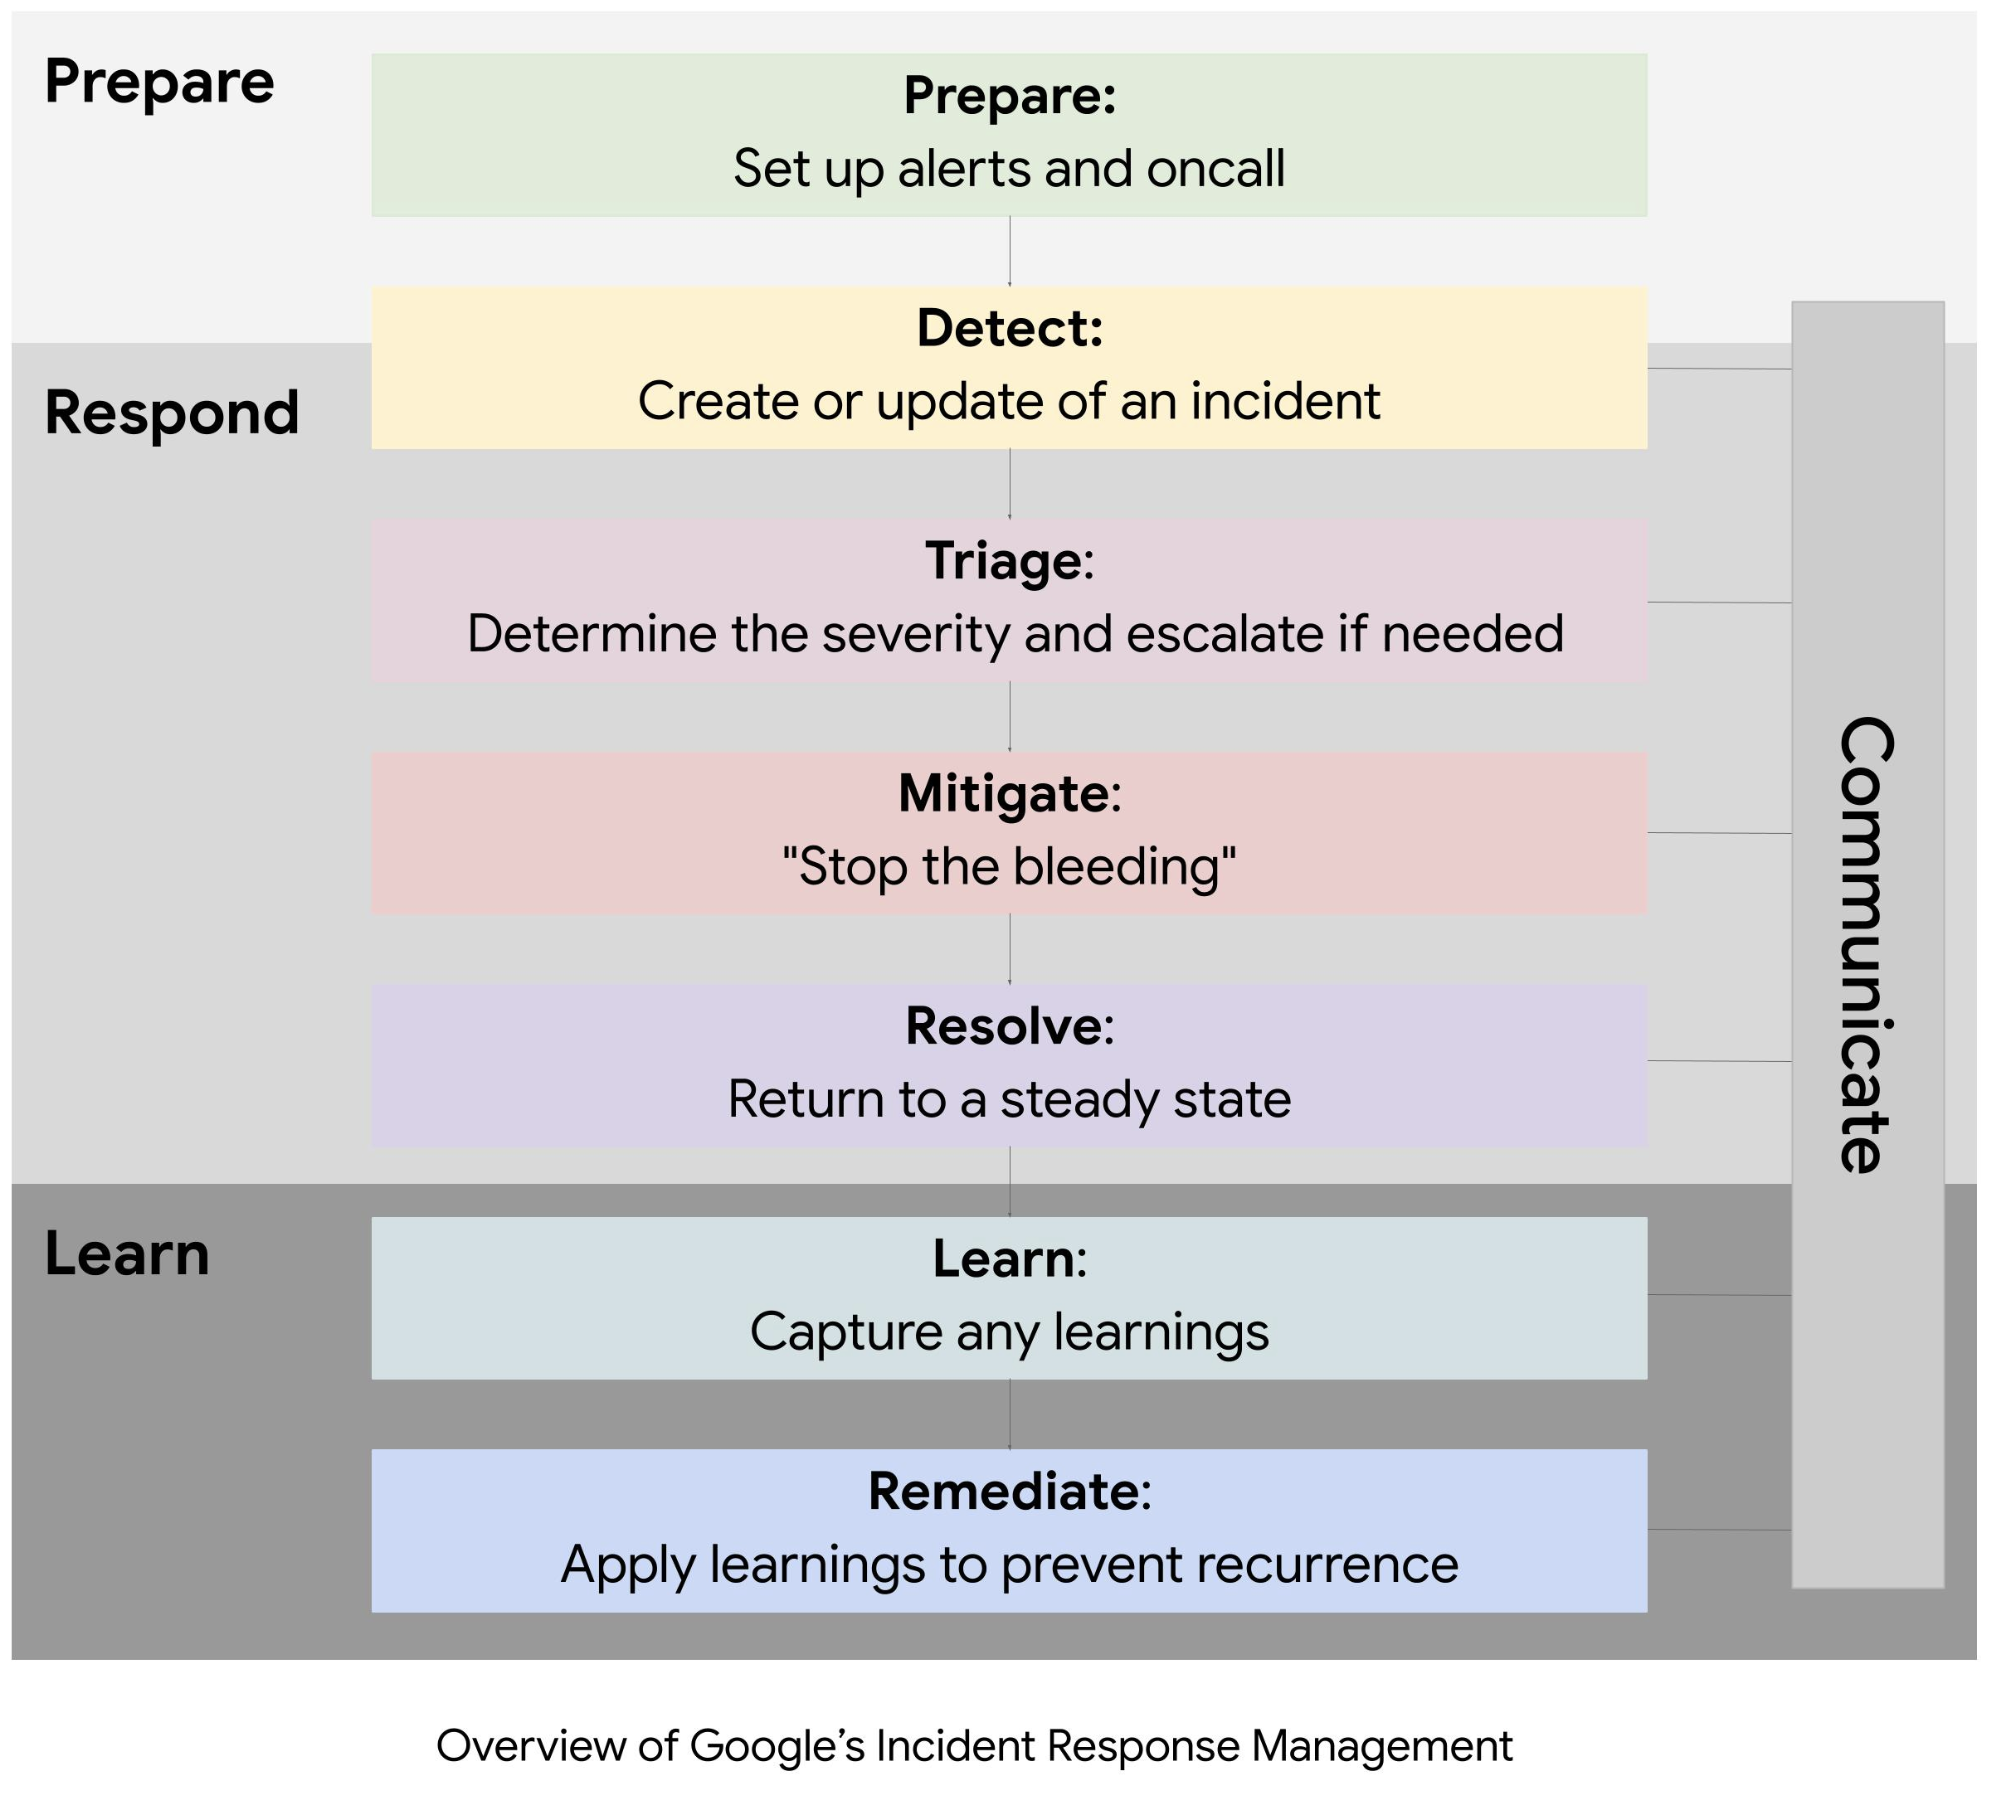 Prepare
Prepare:
Set up alerts and oncall
Detect:
Create or update of an incident
Respond
Triage:
Determine the severity and escalate if needed
Mitigate:
"Stop the bleeding"
Resolve:
Return to a steady state
Communicate
Learn
Learn:
Capture any learnings
Remediate:
Apply learnings to prevent recurrence
Overview of Google’s Incident Response Management